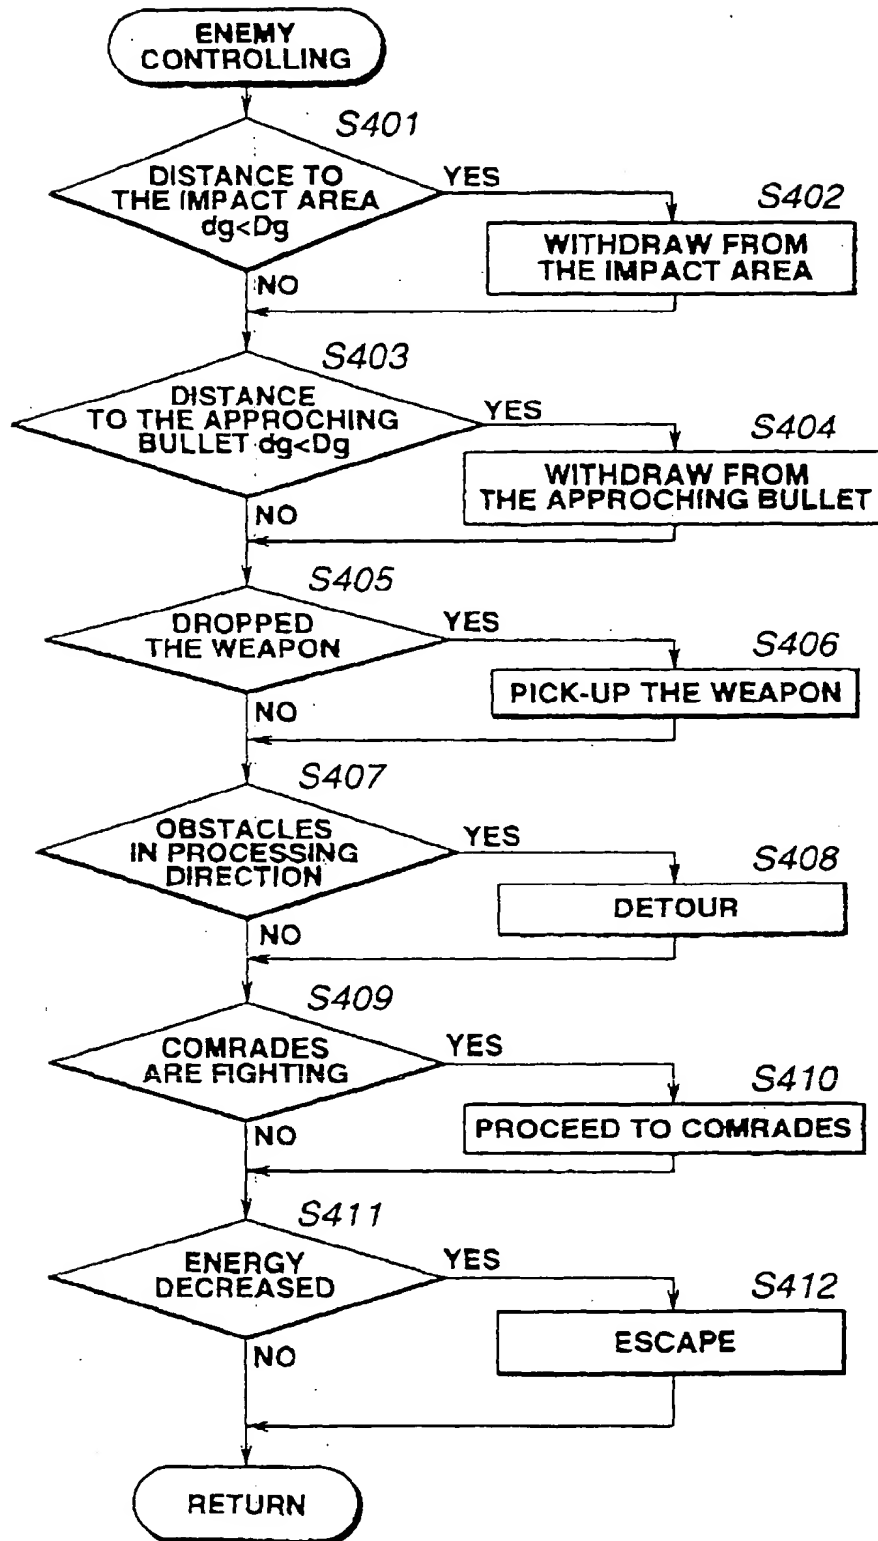 ENEMY
CONTROLLING
S401
DISTANCE TO
THE IMPACT AREA
dg<Dg
YES
NO
S402
WITHDRAW FROM
THE IMPACT AREA
S403
DISTANCE
TO THE APPROCHING
BULLET dg<Dg
YES
NO
S404
WITHDRAW FROM
THE APPROCHING BULLET
S405
DROPPED
THE WEAPON
YES
NO
S406
PICK-UP THE WEAPON
S407
OBSTACLES
IN PROCESSING
DIRECTION
YES
NO
S408
DETOUR
S409
COMRADES
ARE FIGHTING
YES
NO
S410
PROCEED TO COMRADES
S411
ENERGY
DECREASED
YES
NO
S412
ESCAPE
RETURN